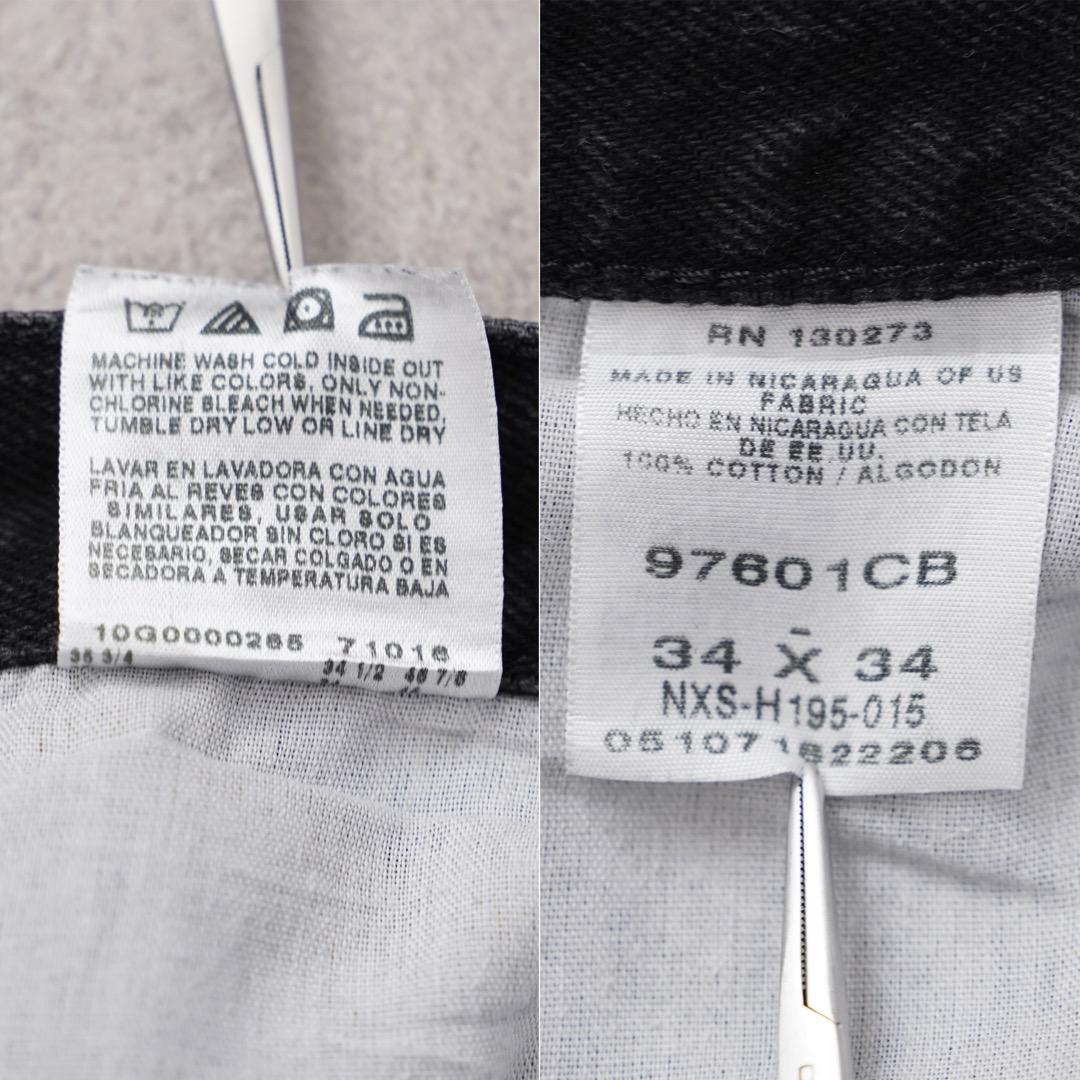 MACHINE WASH COLD INSIDE OUT
WITH LIKE COLORS, ONLY NON-
CHLORINE BLEACH WHEN NEEDED,
TUMBLE DRY LOW OR LINE DRY
LAVAR EN LAVADORA CON AGUA
FRIA AL REVES CON COLORES
SIMILARES, USAR SOLO
BLANQUEADOR SIN CLORO SI ES
NECESARIO, SECAR COLGADO O EN
SECADORA A TEMPERATURA BAJA
10G0000265 71016
35 3/4 34 1/2 46 7/8
RN 130273
MADE IN NICARAGUA OF US
FABRIC
HECHO EN NICARAGUA CON TELA
DE EE.UU.
100% COTTON / ALGODON
97601CB
34 X 34
NXS-H195-015